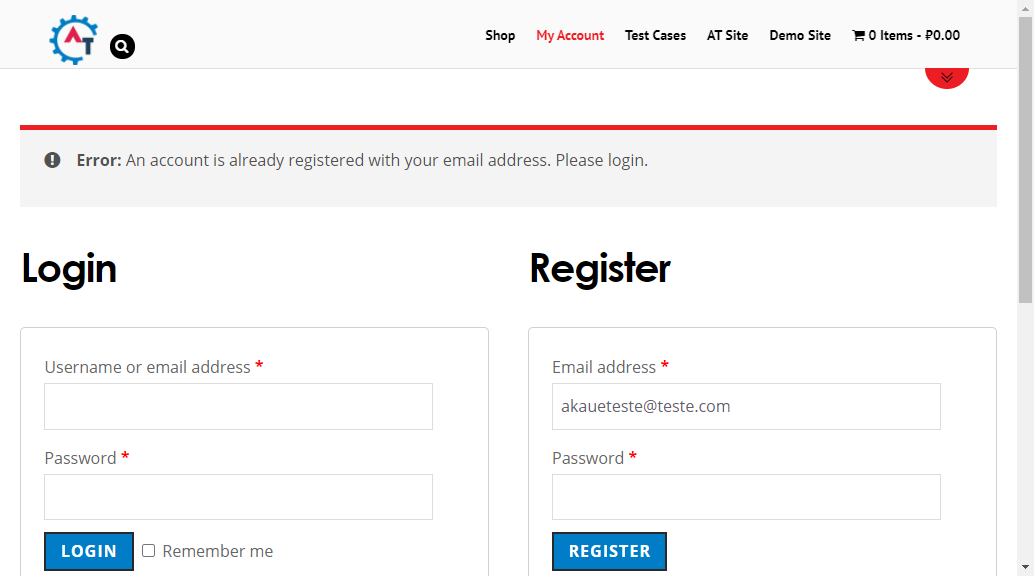 AT
Shop My Account Test Cases AT Site Demo Site 0 Items - ₽0.00
Error: An account is already registered with your email address. Please login.
Login
Register
Username or email address *
Password *
LOGIN Remember me
Email address *
akaueteste@teste.com
Password *
REGISTER